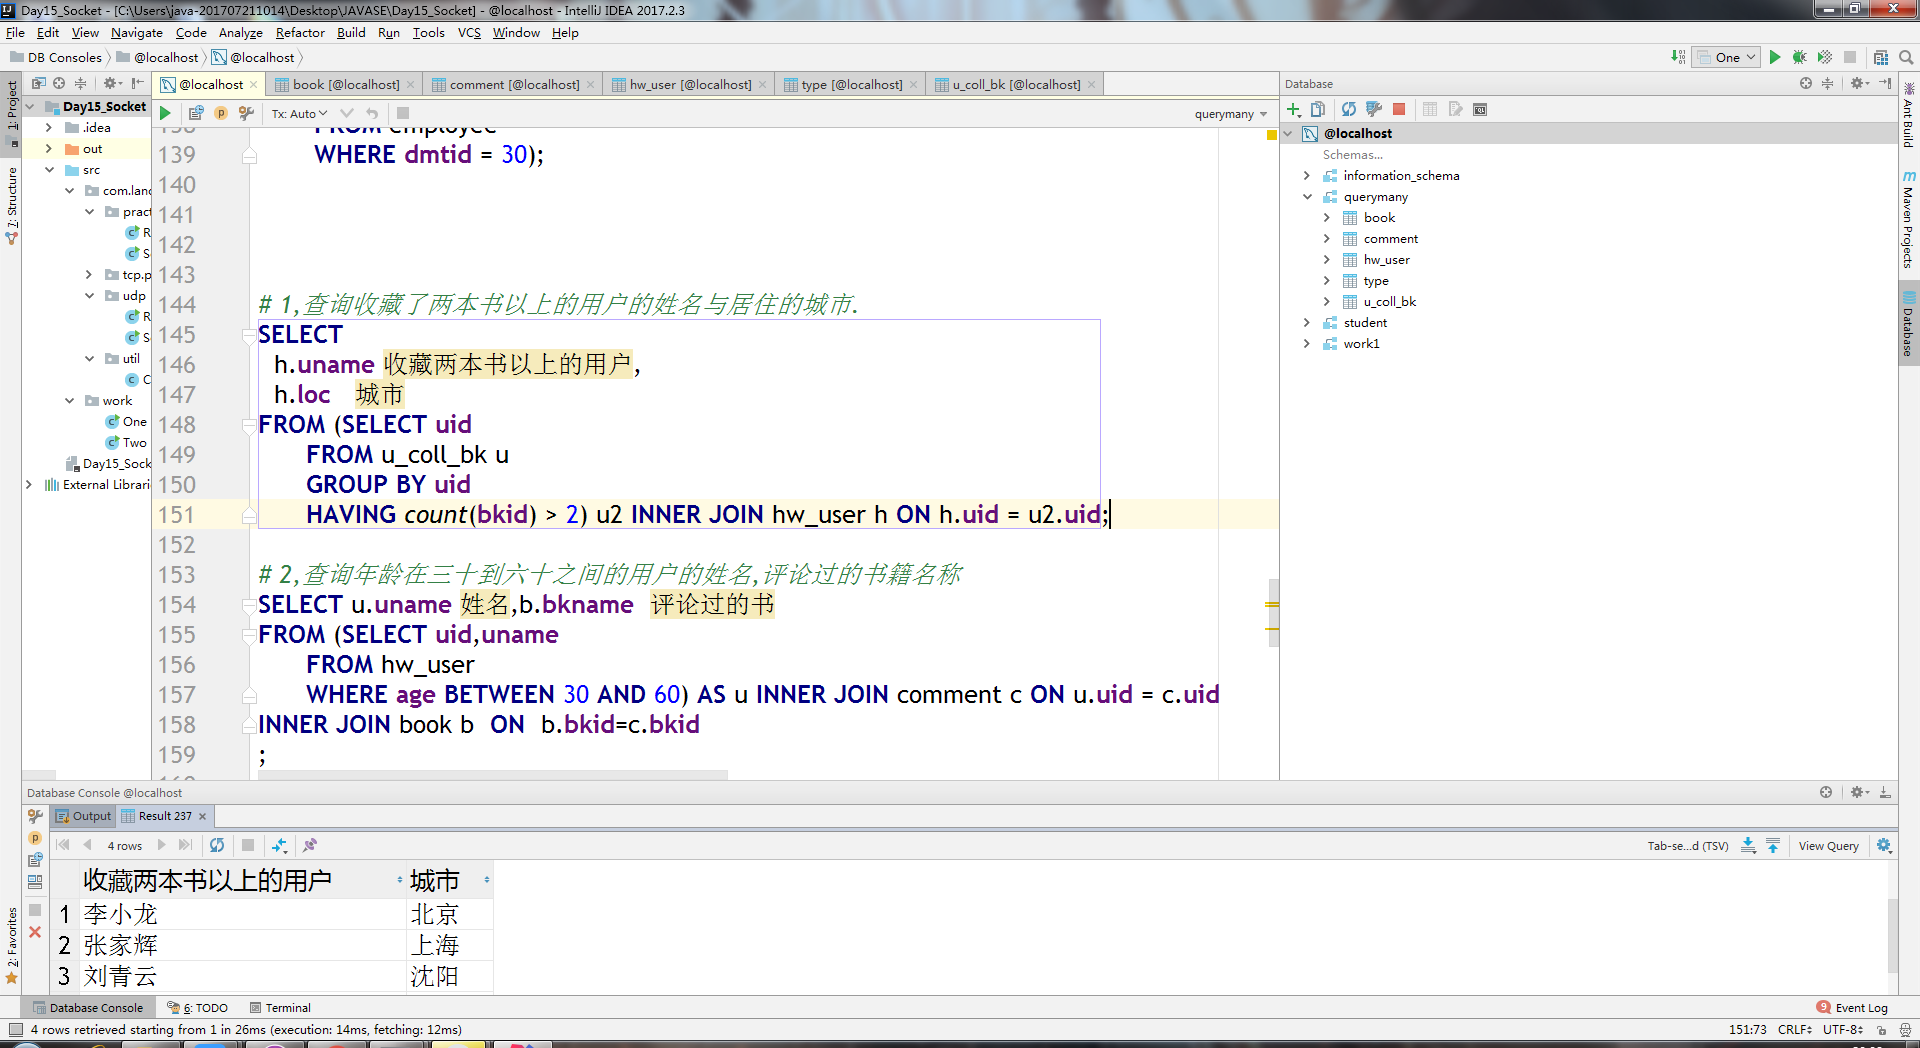 Day15_Socket - [C:\Users\java-201707211014\Desktop\JAVASE\Day15_Socket] - @localhost - IntelliJ IDEA 2017.2.3
File Edit View Navigate Code Analyze Refactor Build Run Tools VCS Window Help
DB Consoles @localhost @localhost
One
1: Project
7: Structure
2: Favorites
Day15_Socket
.idea
out
src
com.lano
pract
R
S
tcp.p
udp
R
S
util
C
work
One
Two
Day15_Sock
External Librari
@localhost book [@localhost] comment [@localhost] hw_user [@localhost] type [@localhost] u_coll_bk [@localhost]
Tx: Auto querymany
138 FROM employee
139 WHERE dmtid = 30);
140
141
142
143
144 # 1,查询收藏了两本书以上的用户的姓名与居住的城市.
145 SELECT
146 h.uname 收藏两本书以上的用户,
147 h.loc 城市
148 FROM (SELECT uid
149 FROM u_coll_bk u
150 GROUP BY uid
151 HAVING count(bkid) > 2) u2 INNER JOIN hw_user h ON h.uid = u2.uid;
152
153 # 2,查询年龄在三十到六十之间的用户的姓名,评论过的书籍名称
154 SELECT u.uname 姓名,b.bkname 评论过的书
155 FROM (SELECT uid,uname
156 FROM hw_user
157 WHERE age BETWEEN 30 AND 60) AS u INNER JOIN comment c ON u.uid = c.uid
158 INNER JOIN book b ON b.bkid=c.bkid
159 ;
160
Database
@localhost
Schemas...
information_schema
querymany
book
comment
hw_user
type
u_coll_bk
student
work1
Ant Build
Maven Projects
Database
Database Console @localhost
Output Result 237
4 rows Tab-se...d (TSV) View Query
收藏两本书以上的用户 城市
1 李小龙 北京
2 张家辉 上海
3 刘青云 沈阳
Database Console 6: TODO Terminal 9 Event Log
4 rows retrieved starting from 1 in 26ms (execution: 14ms, fetching: 12ms) 151:73 CRLF UTF-8